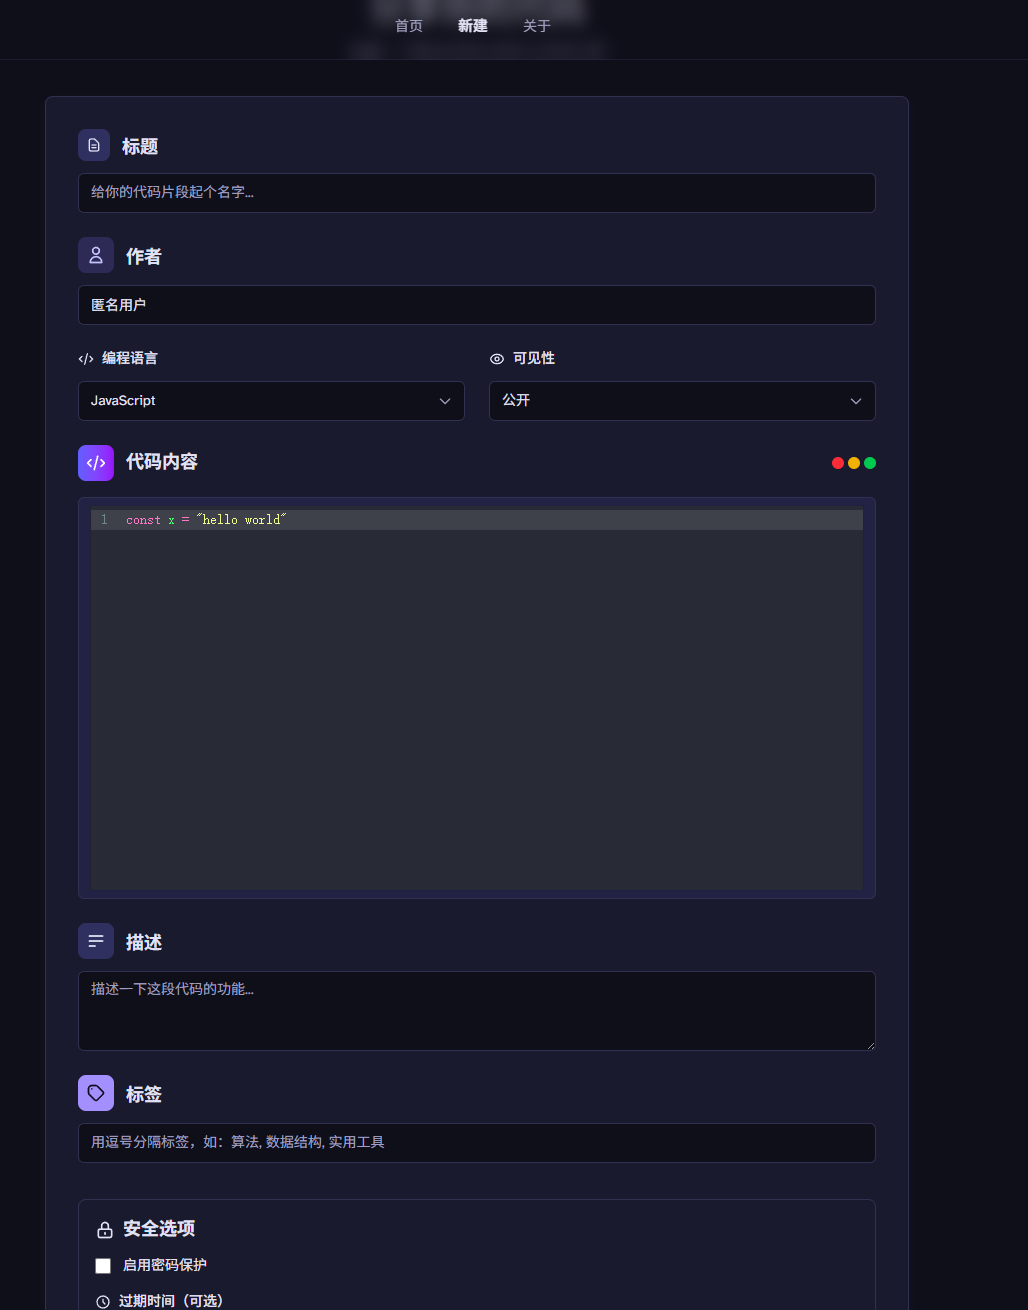 首页 新建 关于
标题
给你的代码片段起个名字...
作者
匿名用户
编程语言 可见性
JavaScript 公开
代码内容
1 const x = "hello world"
描述
描述一下这段代码的功能...
标签
用逗号分隔标签，如：算法, 数据结构, 实用工具
安全选项
启用密码保护
过期时间（可选）